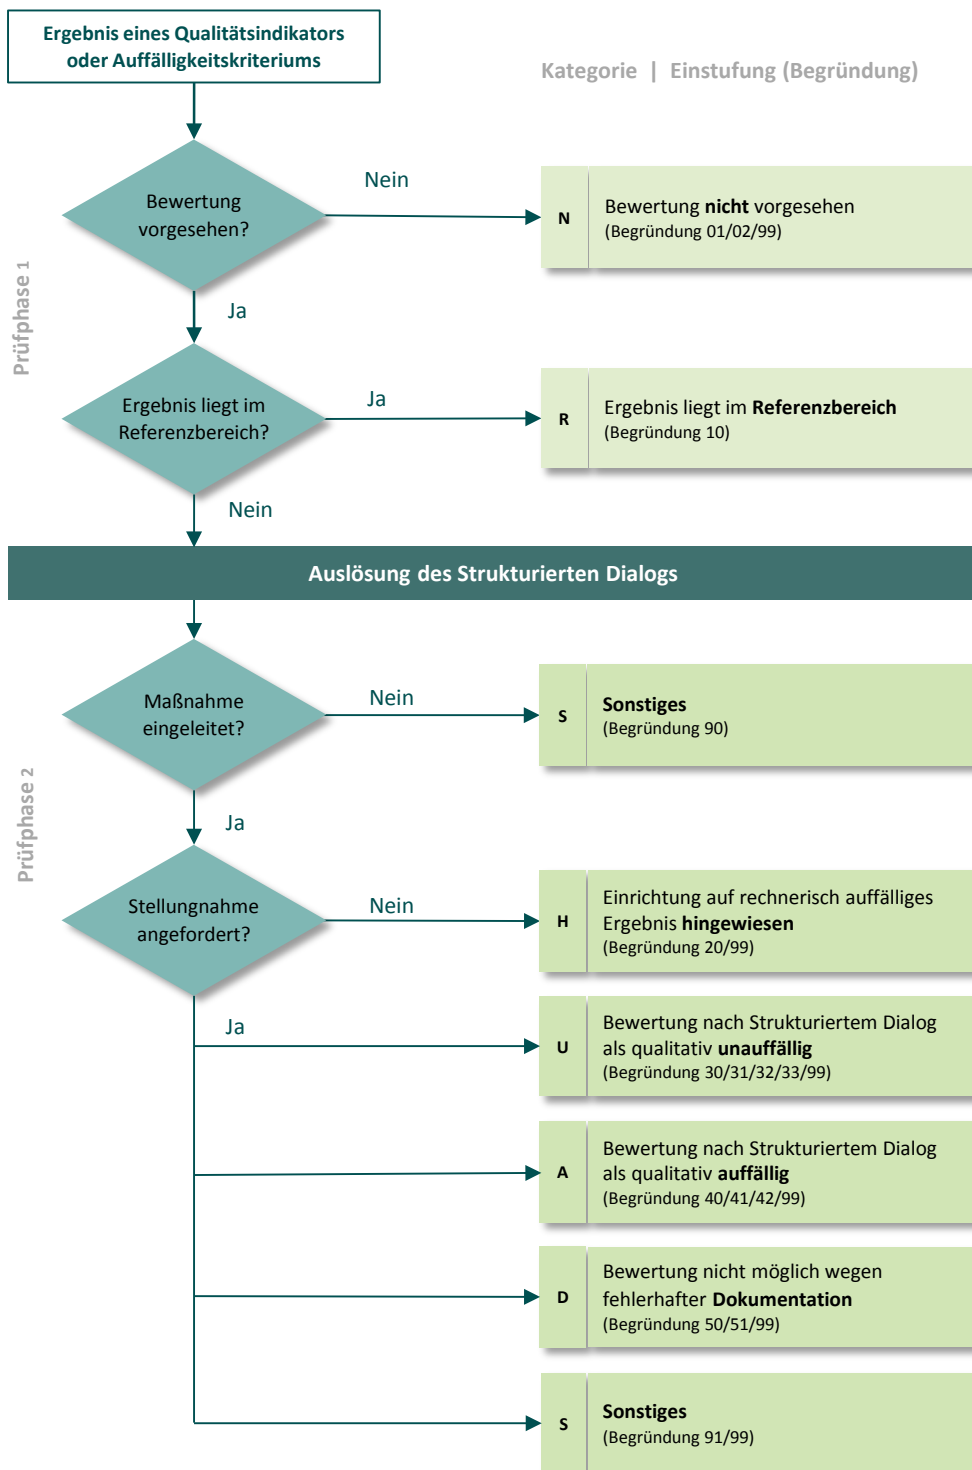 Ergebnis eines Qualitätsindikators
oder Auffälligkeitskriteriums
Kategorie | Einstufung (Begründung)
Prüfphase 1
Bewertung
vorgesehen?
Nein
N
Bewertung nicht vorgesehen
(Begründung 01/02/99)
Ja
Ergebnis liegt im
Referenzbereich?
Ja
R
Ergebnis liegt im Referenzbereich
(Begründung 10)
Nein
Auslösung des Strukturierten Dialogs
Prüfphase 2
Maßnahme
eingeleitet?
Nein
S
Sonstiges
(Begründung 90)
Ja
Stellungnahme
angefordert?
Nein
H
Einrichtung auf rechnerisch auffälliges
Ergebnis hingewiesen
(Begründung 20/99)
Ja
U
Bewertung nach Strukturiertem Dialog
als qualitativ unauffällig
(Begründung 30/31/32/33/99)
A
Bewertung nach Strukturiertem Dialog
als qualitativ auffällig
(Begründung 40/41/42/99)
D
Bewertung nicht möglich wegen
fehlerhafter Dokumentation
(Begründung 50/51/99)
S
Sonstiges
(Begründung 91/99)